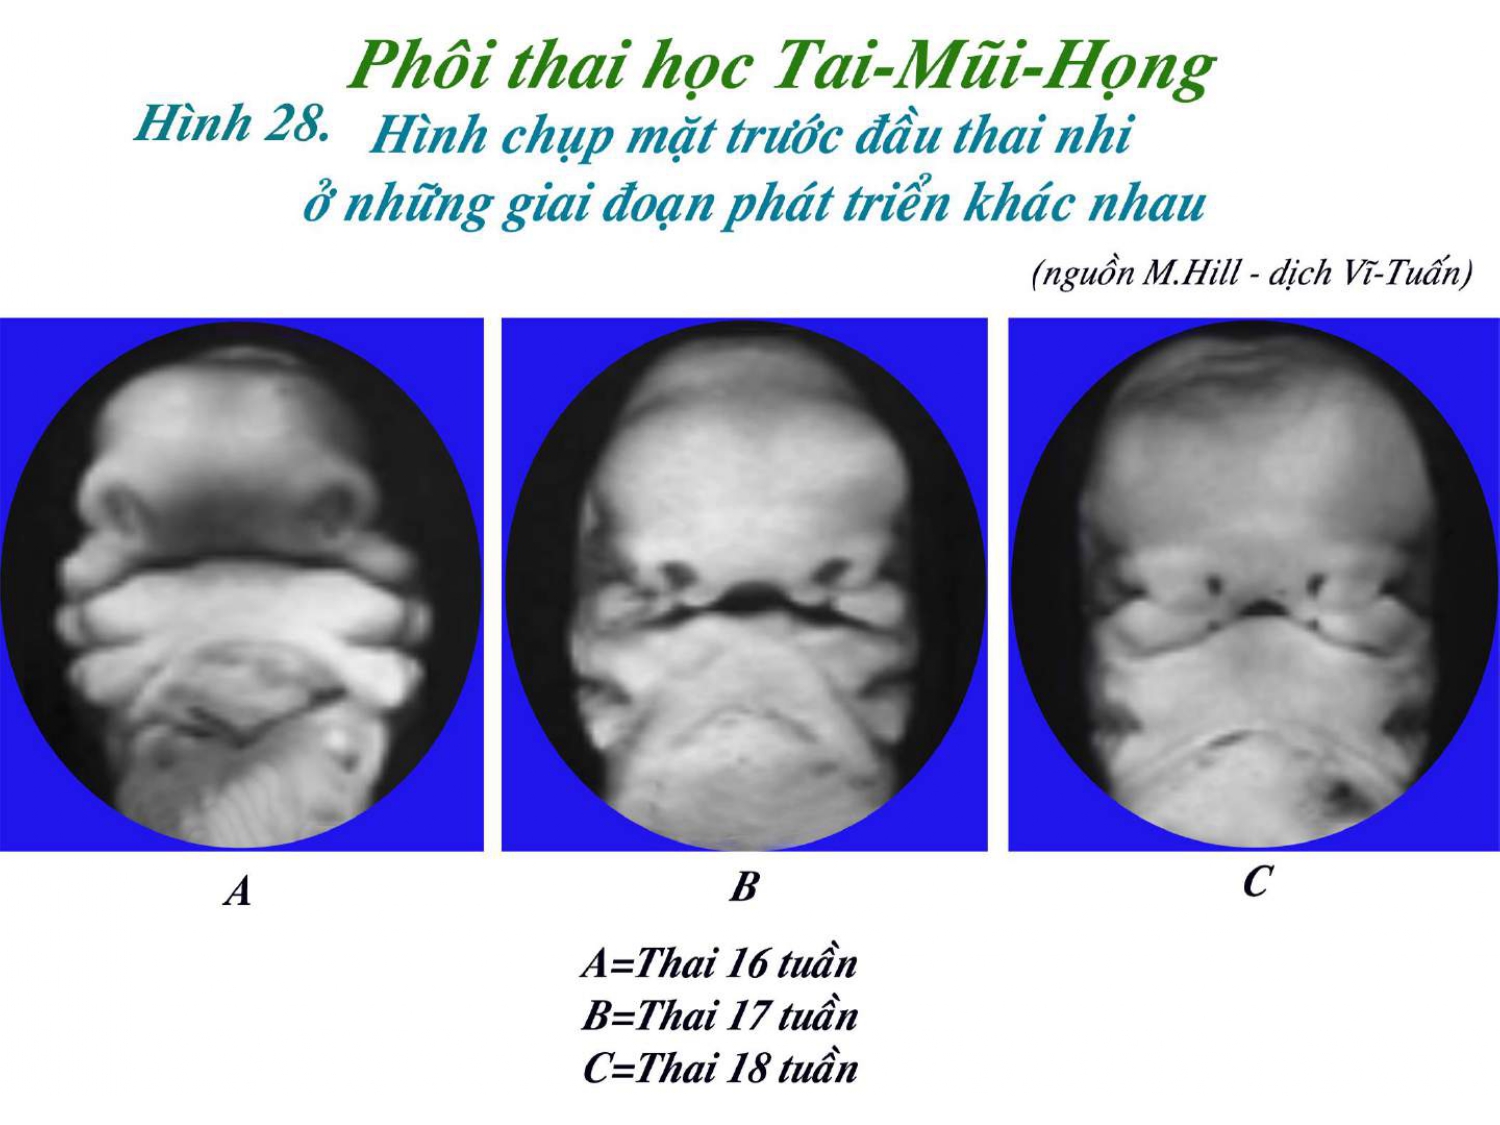 Phôi thai học Tai-Mũi-Họng
Hình 28. Hình chụp mặt trước đầu thai nhi
ở những giai đoạn phát triển khác nhau
(nguồn M.Hill - dịch Vĩ-Tuấn)
A
B
C
A=Thai 16 tuần
B=Thai 17 tuần
C=Thai 18 tuần